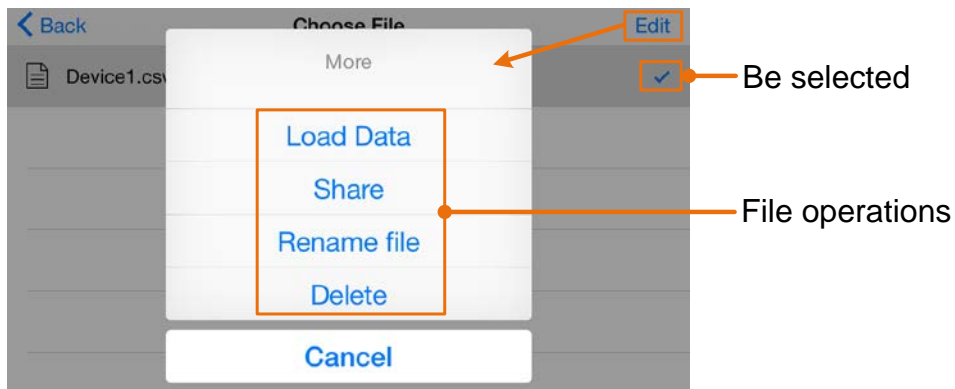 Back Choose File Edit
More
Device1.csv
Be selected
Load Data
Share
File operations
Rename file
Delete
Cancel